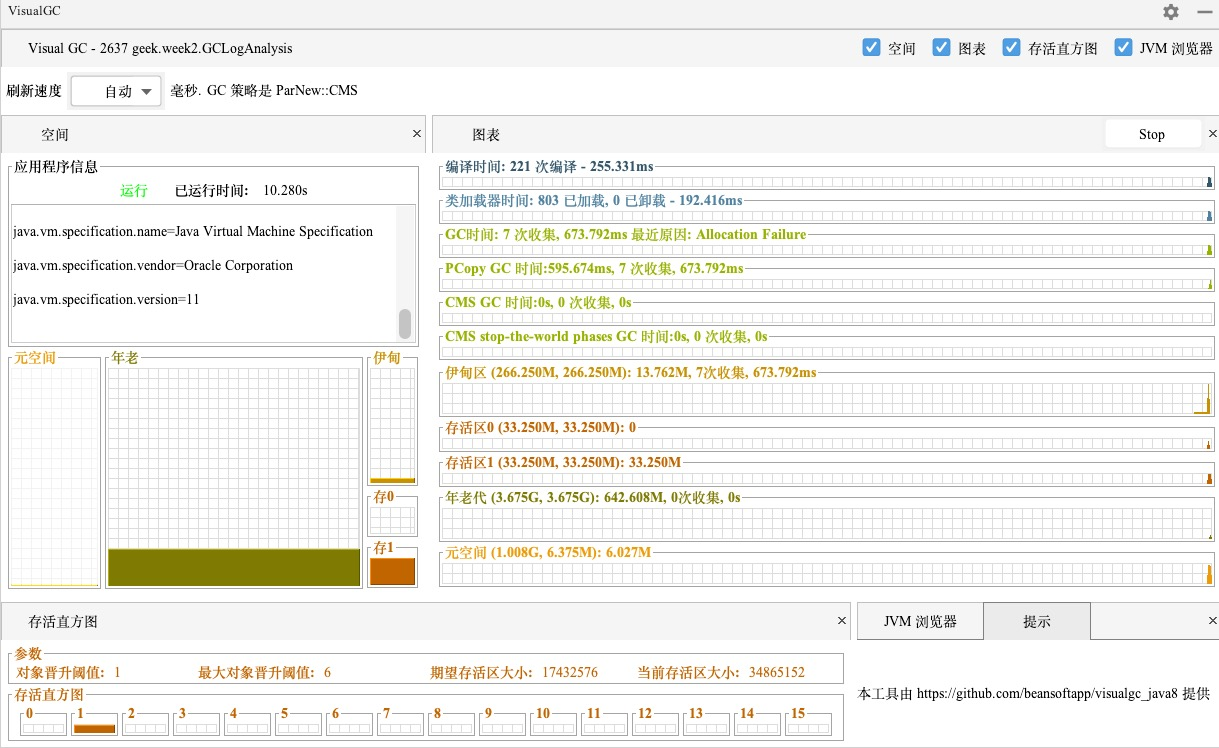 VisualGC
Visual GC - 2637 geek.week2.GCLogAnalysis
空间 图表 存活直方图 JVM 浏览器
刷新速度 自动 毫秒. GC 策略是 ParNew::CMS
空间 ×
图表 Stop ×
应用程序信息
运行 已运行时间: 10.280s
java.vm.specification.name=Java Virtual Machine Specification
java.vm.specification.vendor=Oracle Corporation
java.vm.specification.version=11
元空间 年老 伊甸
存0
存1
编译时间: 221 次编译 - 255.331ms
类加载器时间: 803 已加载, 0 已卸载 - 192.416ms
GC时间: 7 次收集, 673.792ms 最近原因: Allocation Failure
PCopy GC 时间:595.674ms, 7 次收集, 673.792ms
CMS GC 时间:0s, 0 次收集, 0s
CMS stop-the-world phases GC 时间:0s, 0 次收集, 0s
伊甸区 (266.250M, 266.250M): 13.762M, 7次收集, 673.792ms
存活区0 (33.250M, 33.250M): 0
存活区1 (33.250M, 33.250M): 33.250M
年老代 (3.675G, 3.675G): 642.608M, 0次收集, 0s
元空间 (1.008G, 6.375M): 6.027M
存活直方图 ×
参数
对象晋升阈值: 1 最大对象晋升阈值: 6 期望存活区大小: 17432576 当前存活区大小: 34865152
存活直方图
0 1 2 3 4 5 6 7 8 9 10 11 12 13 14 15
JVM 浏览器 提示 ×
本工具由 https://github.com/beansoftapp/visualgc_java8 提供